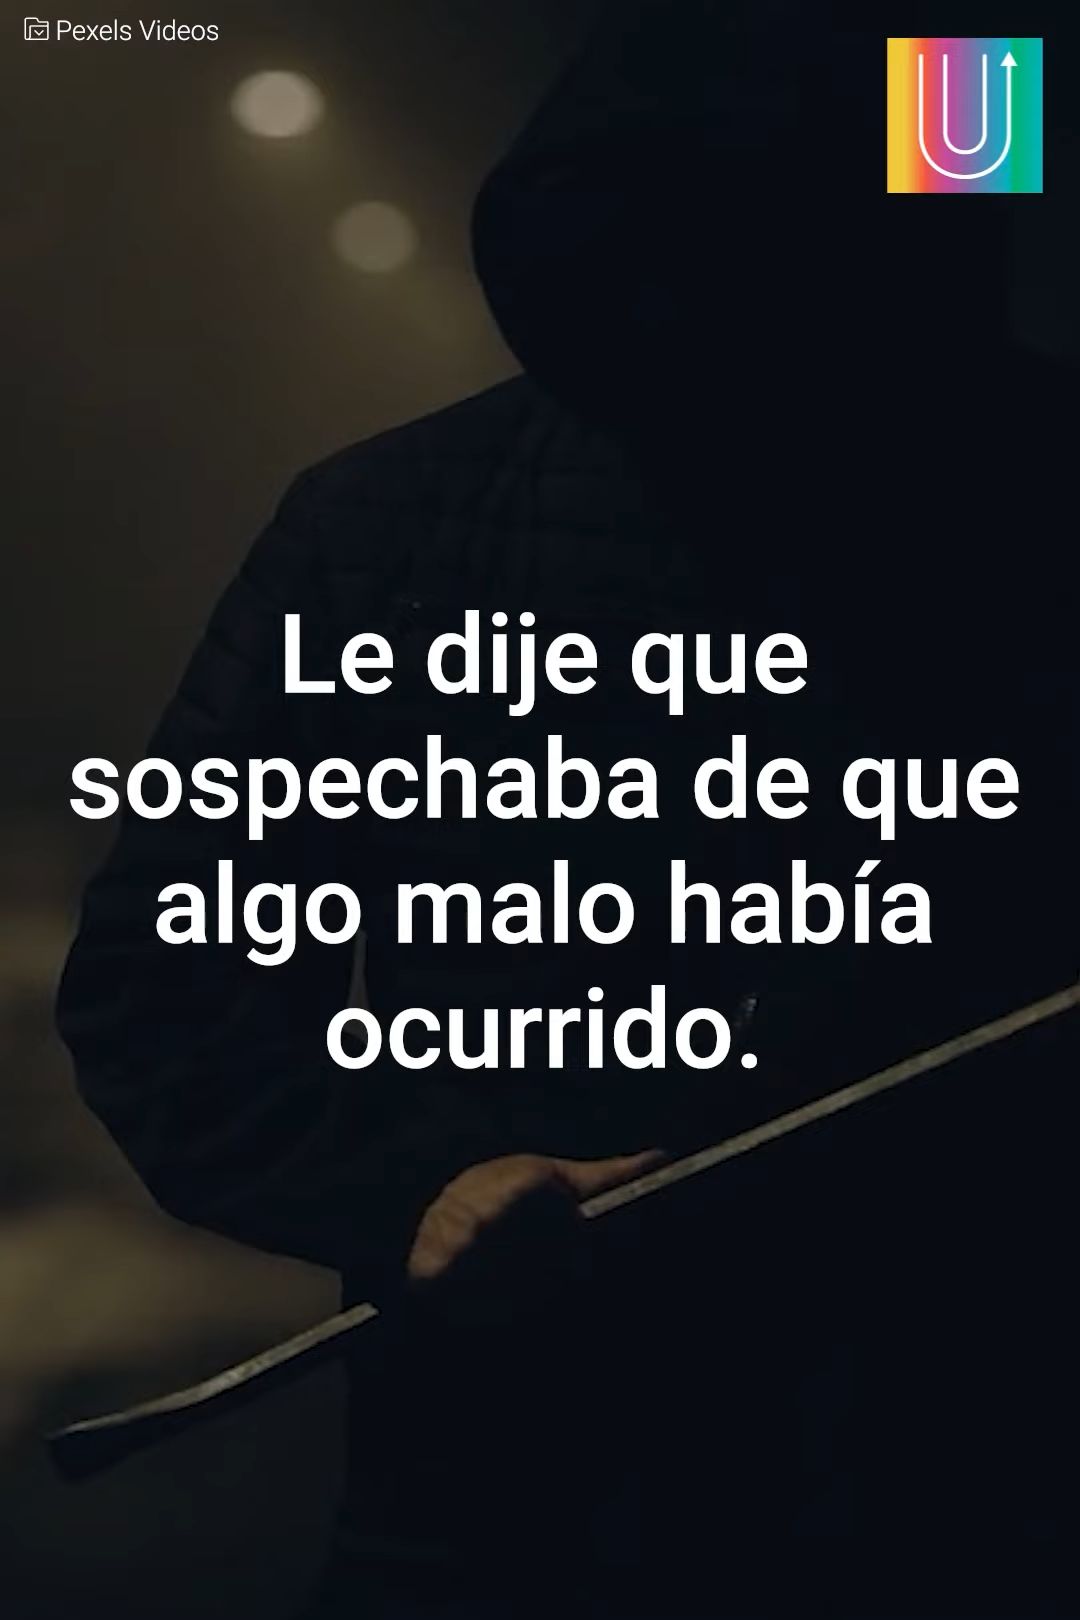 Pexels Videos
U
Le dije que
sospechaba de que
algo malo había
ocurrido.